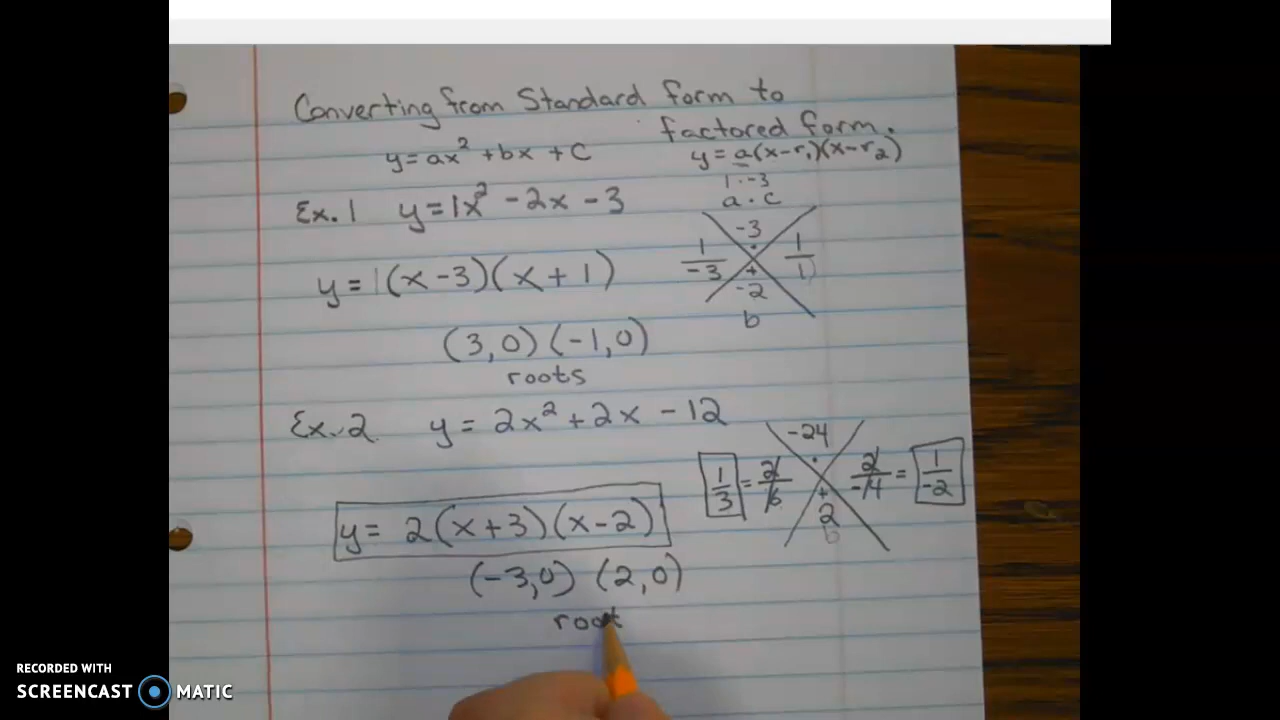 Converting from Standard form to
factored form.
y=ax²+bx+c
y=a(x-r₁)(x-r₂)
1·-3
a·c
Ex. 1 y=1x²-2x-3
-3
1/-3 · 1/1
+
-2
b
y=1(x-3)(x+1)
(3,0)(-1,0)
roots
Ex. 2 y=2x²+2x-12
-24
1/3=2/6 · 2/-4=1/-2
+
2
b
y=2(x+3)(x-2)
(-3,0) (2,0)
root
RECORDED WITH
SCREENCAST MATIC